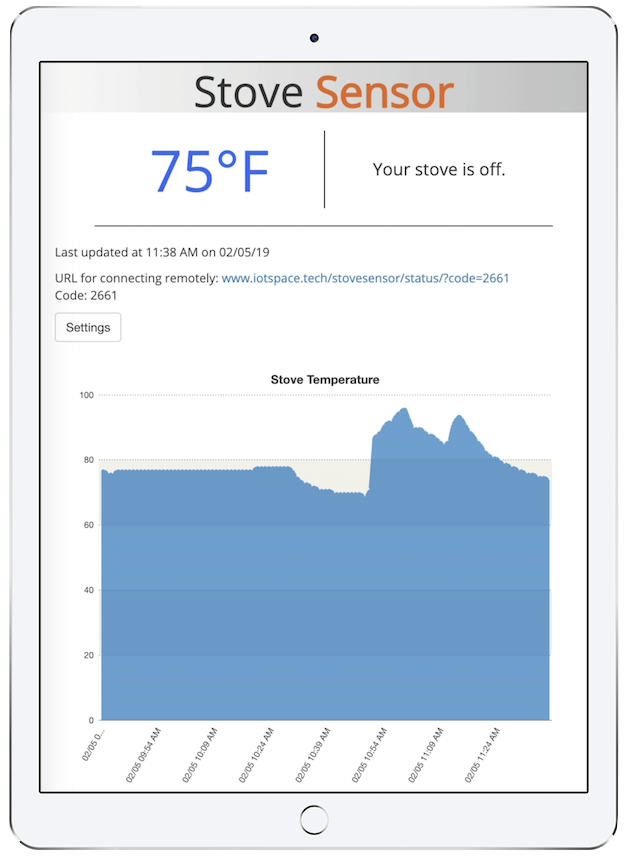 Stove Sensor
75°F
Your stove is off.
Last updated at 11:38 AM on 02/05/19
URL for connecting remotely: www.iotspace.tech/stovesensor/status/?code=2661
Code: 2661
Settings
Stove Temperature
100
80
60
40
20
0
02/05 0...
02/05 09:54 AM
02/05 10:09 AM
02/05 10:24 AM
02/05 10:39 AM
02/05 10:54 AM
02/05 11:09 AM
02/05 11:24 AM